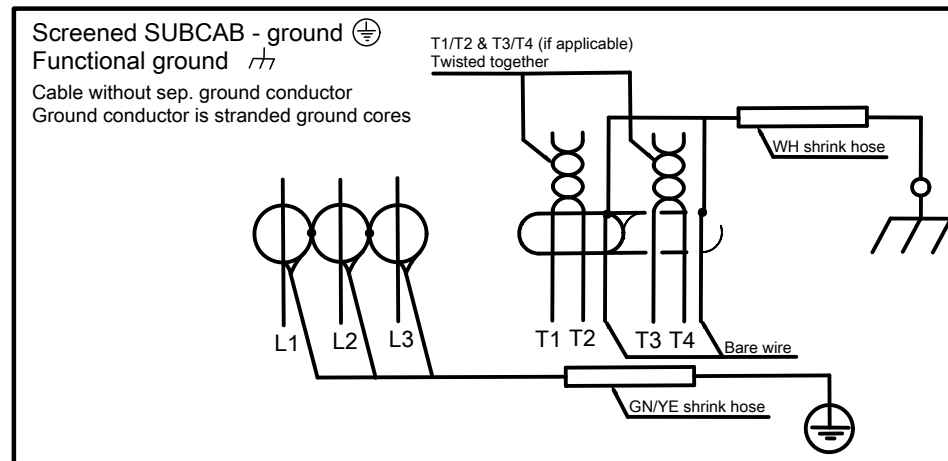 Screened SUBCAB - ground
Functional ground
Cable without sep. ground conductor
Ground conductor is stranded ground cores
T1/T2 & T3/T4 (if applicable)
Twisted together
WH shrink hose
L1 L2 L3
T1 T2 T3 T4
Bare wire
GN/YE shrink hose